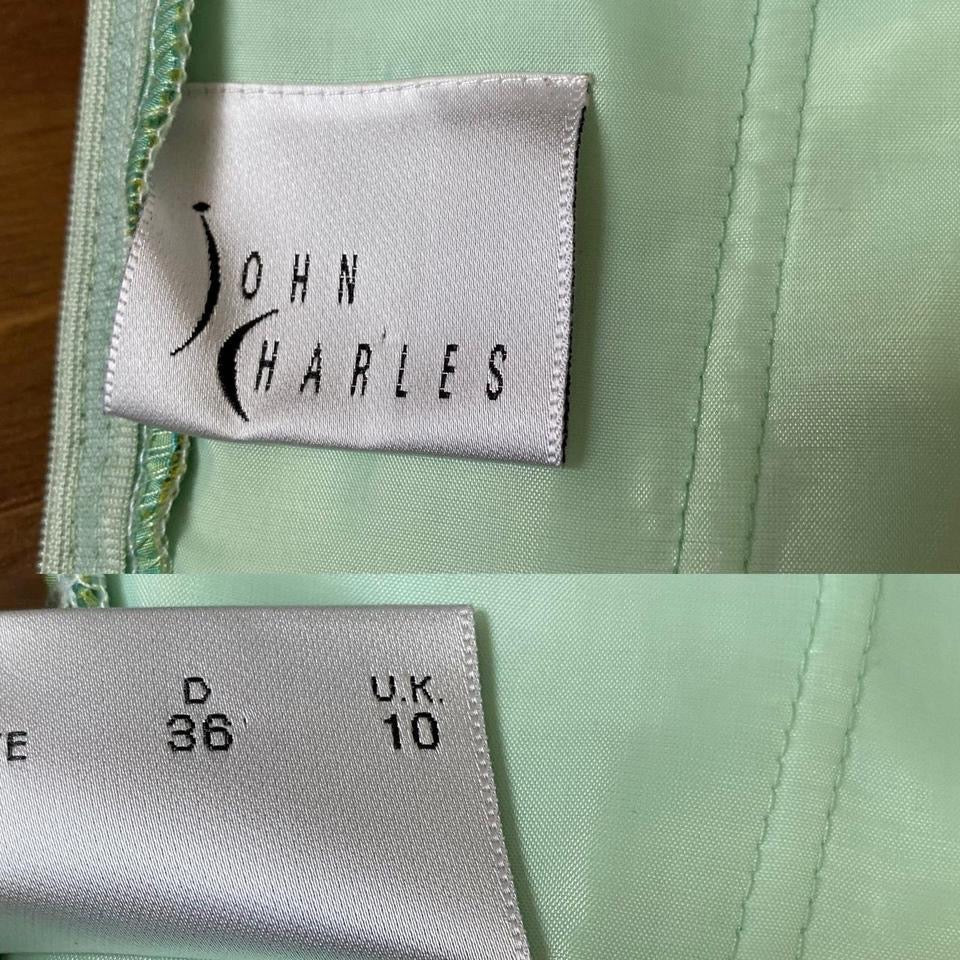 JOHN
CHARLES
D U.K.
36 10